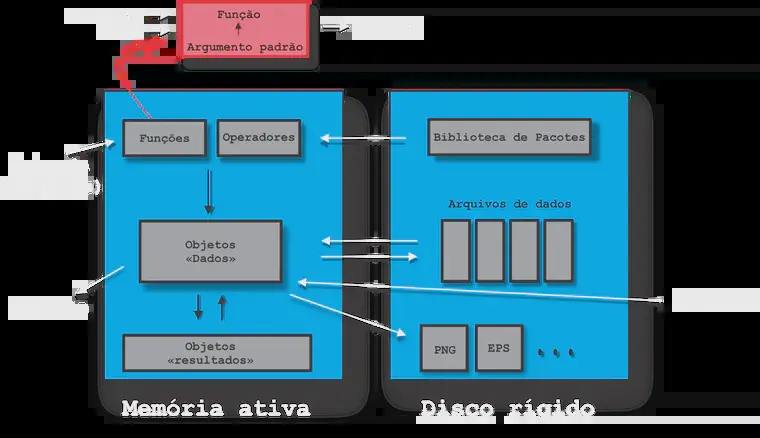 Função
Argumento padrão
Funções
Operadores
Biblioteca de Pacotes
Arquivos de dados
Objetos
«Dados»
Objetos
«resultados»
PNG
EPS
...
Memória ativa
Disco rígido